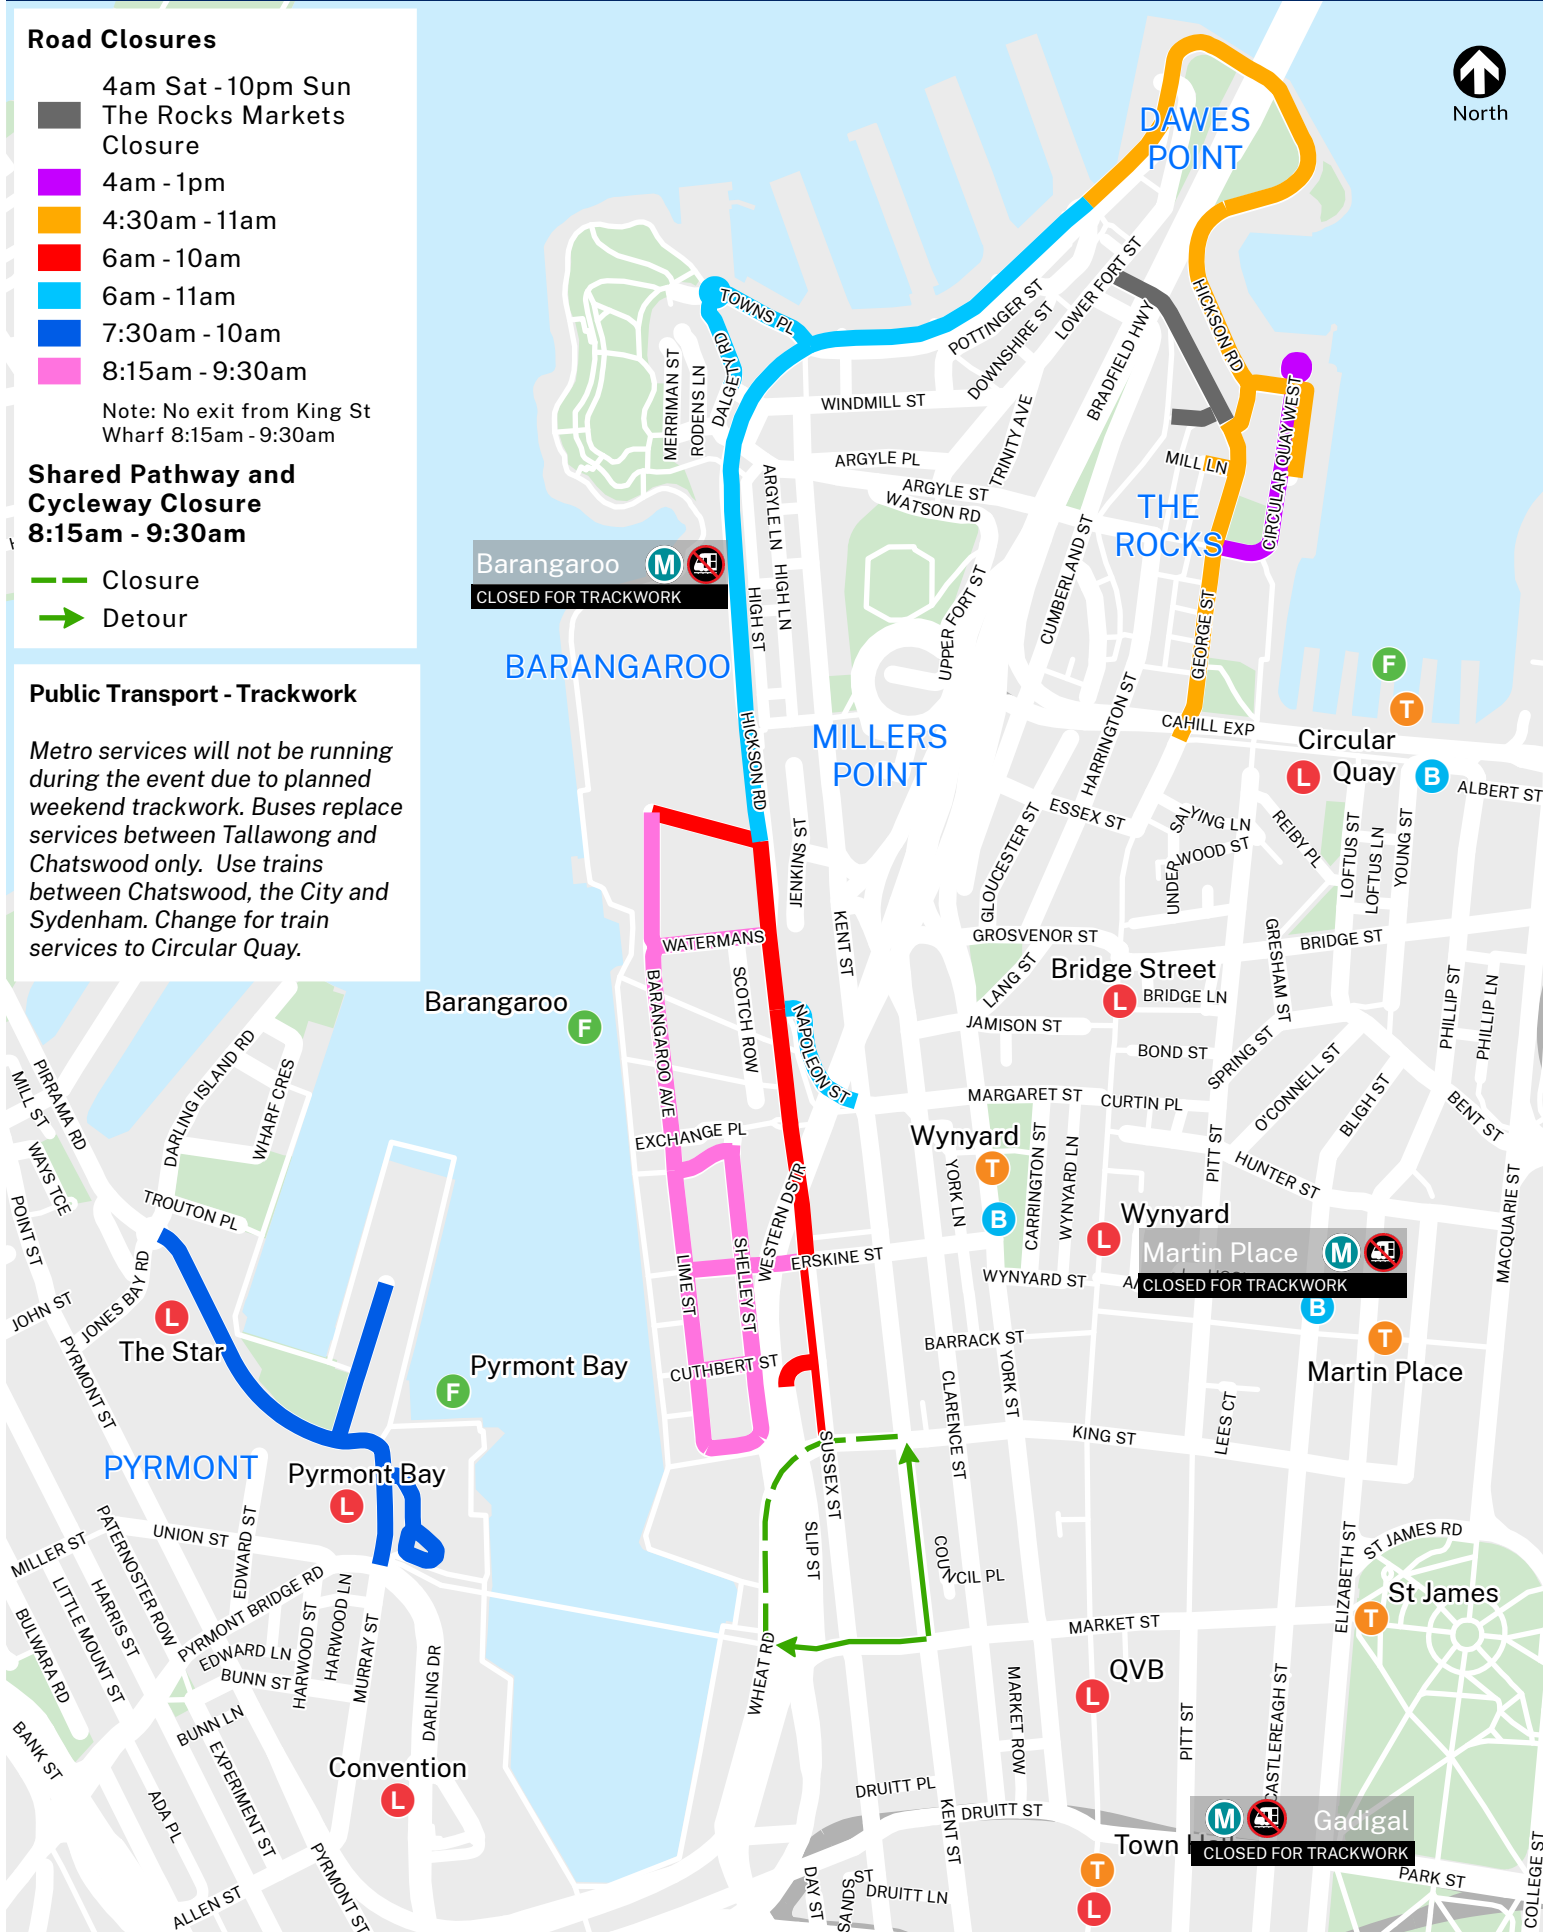 Road Closures
4am Sat - 10pm Sun
The Rocks Markets
Closure
4am - 1pm
4:30am - 11am
6am - 10am
6am - 11am
7:30am - 10am
8:15am - 9:30am
Note: No exit from King St
Wharf 8:15am - 9:30am
Shared Pathway and
Cycleway Closure
8:15am - 9:30am
Closure
Detour
Public Transport - Trackwork
Metro services will not be running
during the event due to planned
weekend trackwork. Buses replace
services between Tallawong and
Chatswood only. Use trains
between Chatswood, the City and
Sydenham. Change for train
services to Circular Quay.
North
DAWES
POINT
TOWNS PL
DALGETY RD
MERRIMAN ST
RODENS LN
POTTINGER ST
DOWNSHIRE ST
LOWER FORT ST
BRADFIELD HWY
HICKSON RD
WINDMILL ST
TRINITY AVE
CIRCULAR QUAY WEST
ARGYLE PL
ARGYLE ST
WATSON RD
MILL LN
THE
ROCKS
ARGYLE LN
HIGH LN
HIGH ST
Barangaroo
M
CLOSED FOR TRACKWORK
UPPER FORT ST
CUMBERLAND ST
GEORGE ST
BARANGAROO
HICKSON RD
MILLERS
POINT
HARRINGTON ST
CAHILL EXP
F
T
Circular
Quay
L
B
ALBERT ST
ESSEX ST
GLOUCESTER ST
SAI
YING LN
UNDER
WOOD ST
REIBY PL
LOFTUS ST
LOFTUS LN
YOUNG ST
JENKINS ST
KENT ST
WATERMANS
SCOTCH ROW
BARANGAROO AVE
GROSVENOR ST
LANG ST
Bridge Street
L
BRIDGE LN
GRESHAM ST
BRIDGE ST
PHILLIP ST
PHILLIP LN
Barangaroo
F
NAPOLEON ST
JAMISON ST
BOND ST
SPRING ST
O'CONNELL ST
BLIGH ST
BENT ST
MARGARET ST
CURTIN PL
Wynyard
T
B
YORK LN
CARRINGTON ST
WYNYARD LN
PITT ST
HUNTER ST
MACQUARIE ST
Wynyard
L
Martin Place
M
CLOSED FOR TRACKWORK
B
T
Martin Place
EXCHANGE PL
WESTERN DSTR
SHELLEY ST
LIME ST
ERSKINE ST
WYNYARD ST
CUTHBERT ST
BARRACK ST
YORK ST
CLARENCE ST
KING ST
LEES CT
SUSSEX ST
SLIP ST
PIRRAMA RD
MILL ST
WAYS TCE
POINT ST
DARLING ISLAND RD
WHARF CRES
TROUTON PL
JOHN ST
JONES BAY RD
L
The Star
PYRMONT ST
F
Pyrmont Bay
PYRMONT
Pyrmont Bay
L
UNION ST
EDWARD ST
MILLER ST
PATERNOSTER ROW
HARRIS ST
LITTLE MOUNT ST
BULWARA RD
PYRMONT BRIDGE RD
EDWARD LN
BUNN ST
HARWOOD ST
HARWOOD LN
MURRAY ST
DARLING DR
BUNN LN
BANK ST
EXPERIMENT ST
ADA PL
ALLEN ST
PYRMONT ST
Convention
L
WHEAT RD
COUN
CIL PL
MARKET ST
ELIZABETH ST
ST JAMES RD
St James
T
QVB
L
MARKET ROW
PITT ST
CASTLEREAGH ST
DRUITT PL
DRUITT ST
KENT ST
M
Gadigal
CLOSED FOR TRACKWORK
Town
T
L
DAY ST
SANDS
ST
DRUITT LN
PARK ST
COLLEGE ST